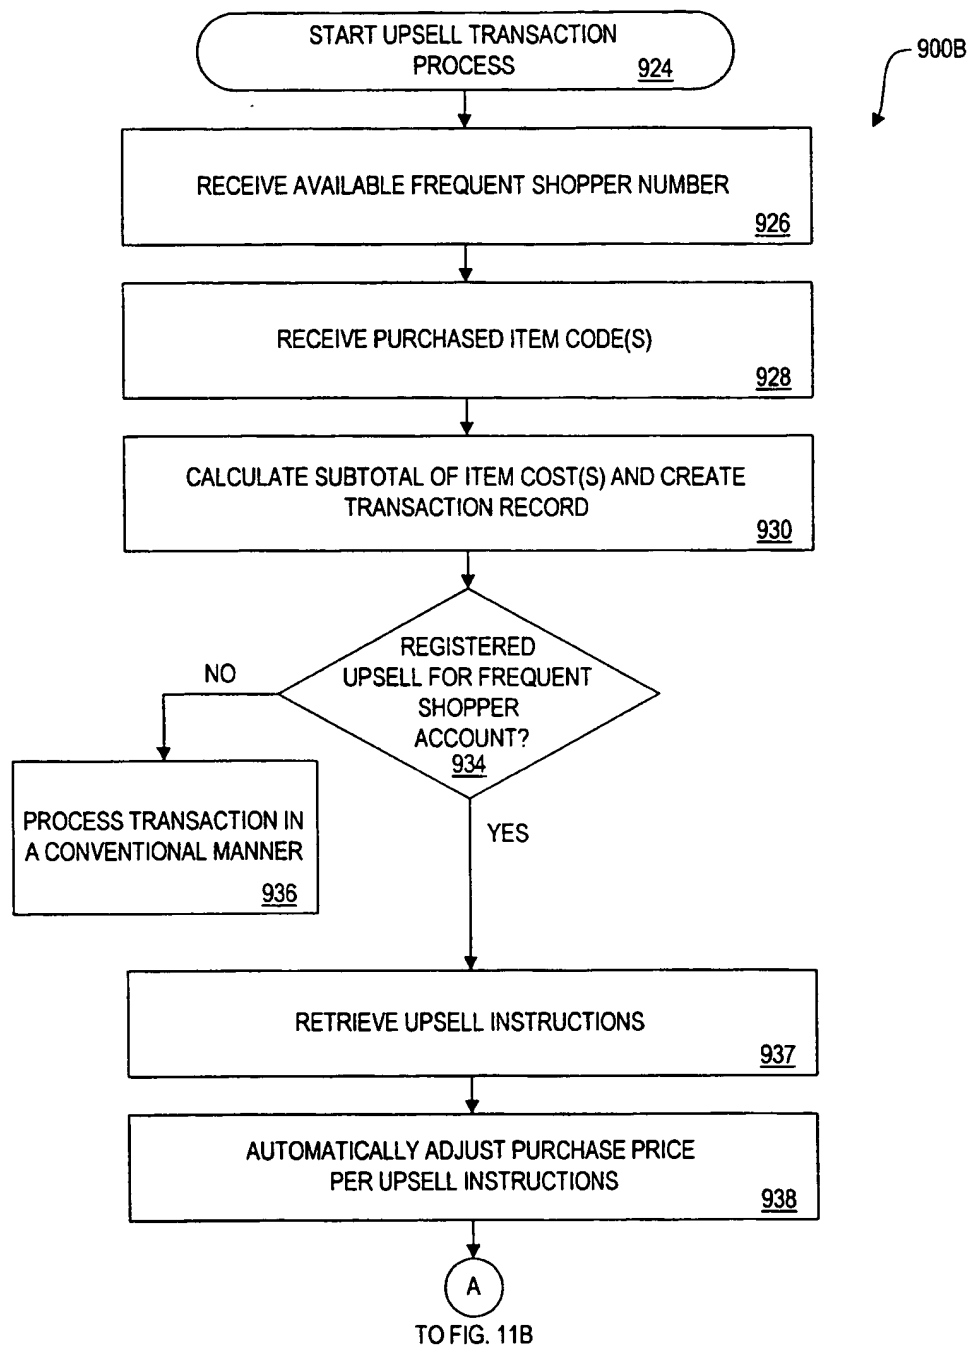 START UPSELL TRANSACTION
PROCESS
924
900B
RECEIVE AVAILABLE FREQUENT SHOPPER NUMBER
926
RECEIVE PURCHASED ITEM CODE(S)
928
CALCULATE SUBTOTAL OF ITEM COST(S) AND CREATE
TRANSACTION RECORD
930
REGISTERED
UPSELL FOR FREQUENT
SHOPPER
ACCOUNT?
934
NO
PROCESS TRANSACTION IN
A CONVENTIONAL MANNER
936
YES
RETRIEVE UPSELL INSTRUCTIONS
937
AUTOMATICALLY ADJUST PURCHASE PRICE
PER UPSELL INSTRUCTIONS
938
A
TO FIG. 11B